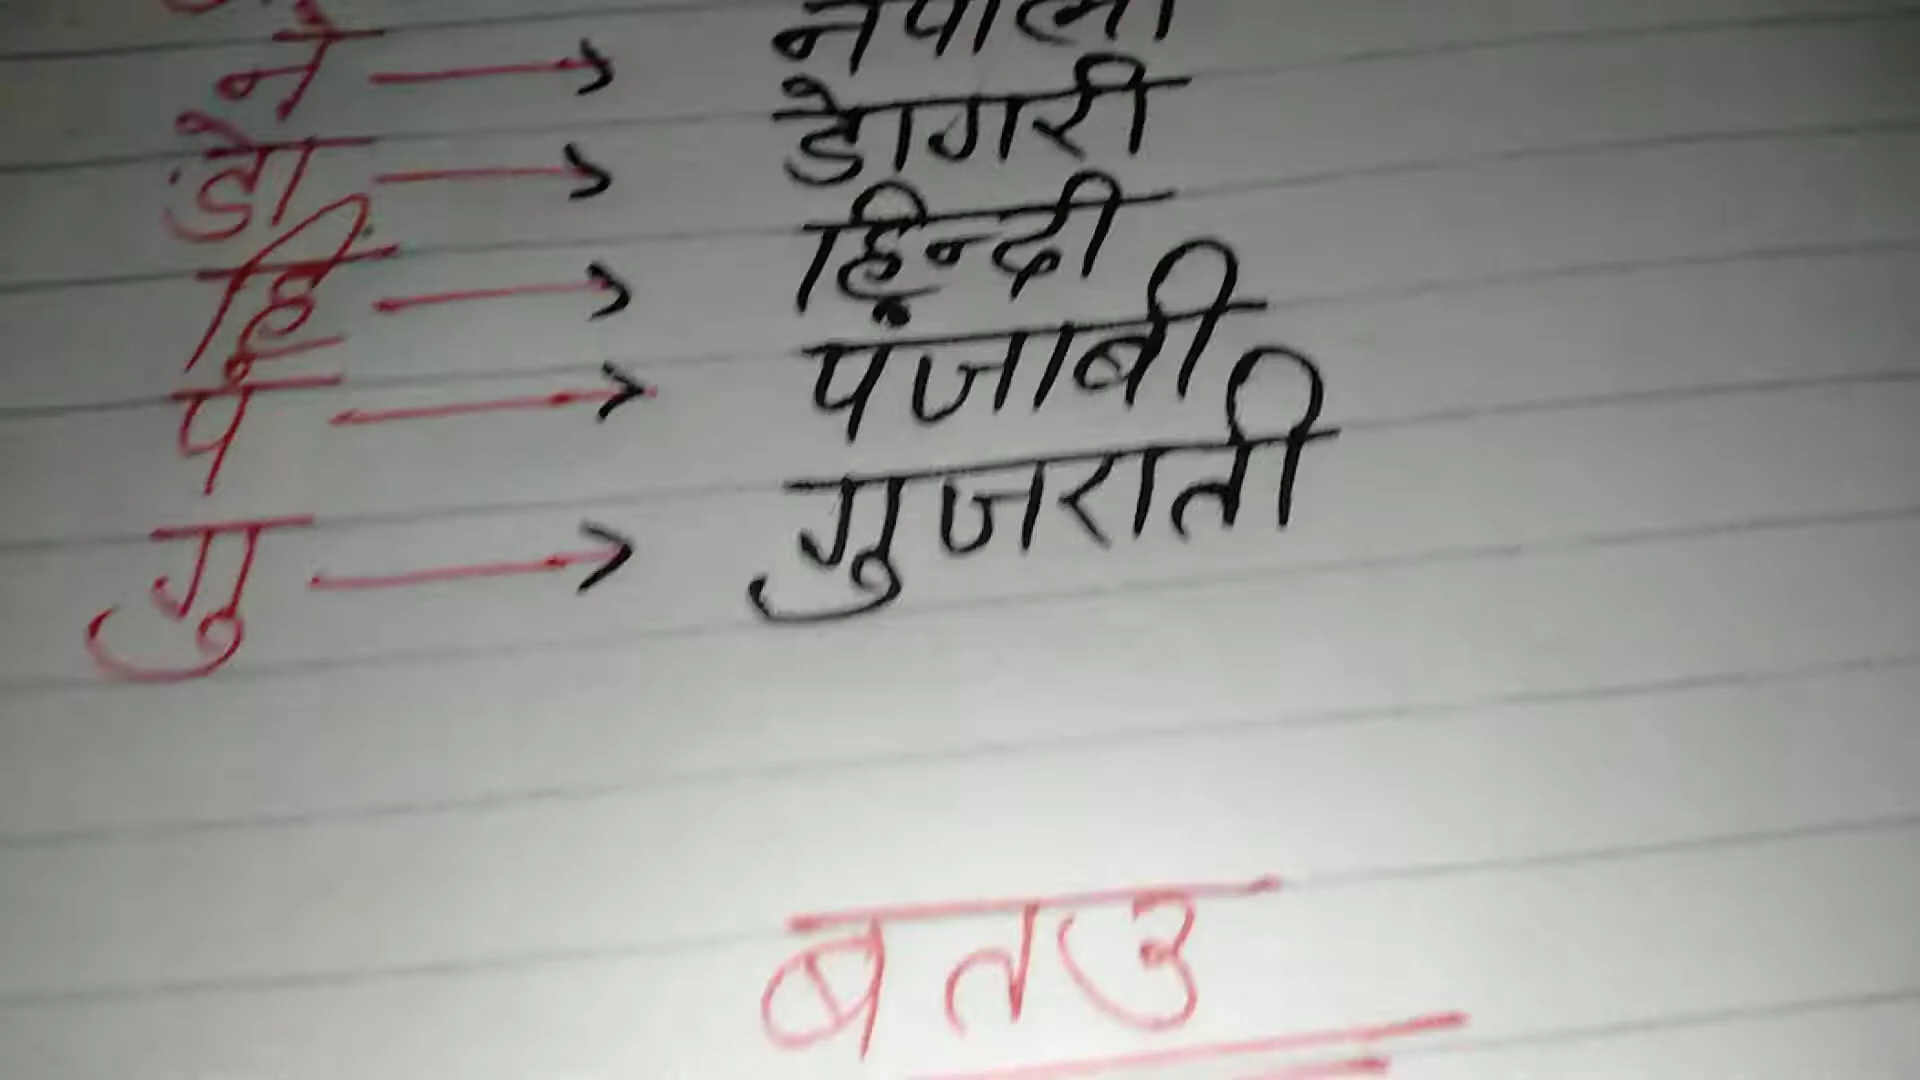 ने → नेपाली
डो → डोगरी
हि → हिन्दी
पं → पंजाबी
गु → गुजराती
बतउ